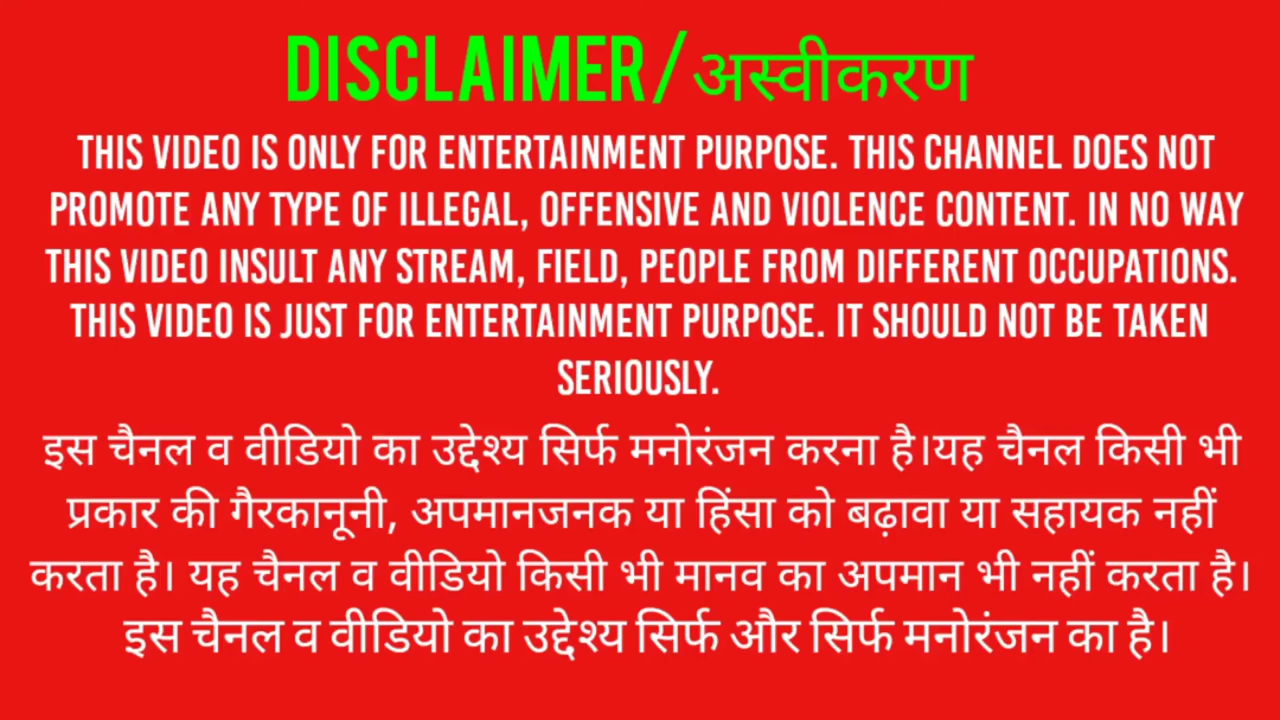 DISCLAIMER/अस्वीकरण
THIS VIDEO IS ONLY FOR ENTERTAINMENT PURPOSE. THIS CHANNEL DOES NOT
PROMOTE ANY TYPE OF ILLEGAL, OFFENSIVE AND VIOLENCE CONTENT. IN NO WAY
THIS VIDEO INSULT ANY STREAM, FIELD, PEOPLE FROM DIFFERENT OCCUPATIONS.
THIS VIDEO IS JUST FOR ENTERTAINMENT PURPOSE. IT SHOULD NOT BE TAKEN
SERIOUSLY.
इस चैनल व वीडियो का उद्देश्य सिर्फ मनोरंजन करना है।यह चैनल किसी भी
प्रकार की गैरकानूनी, अपमानजनक या हिंसा को बढ़ावा या सहायक नहीं
करता है। यह चैनल व वीडियो किसी भी मानव का अपमान भी नहीं करता है।
इस चैनल व वीडियो का उद्देश्य सिर्फ और सिर्फ मनोरंजन का है।